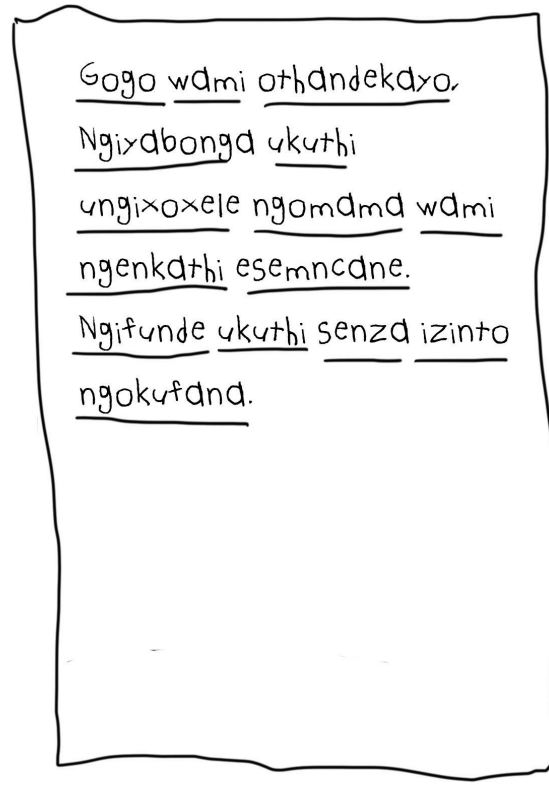 Gogo wami othandekayo,
Ngiyabonga ukuthi
ungixoxele ngomama wami
ngenkathi esemncane.
Ngifunde ukuthi senza izinto
ngokufana.